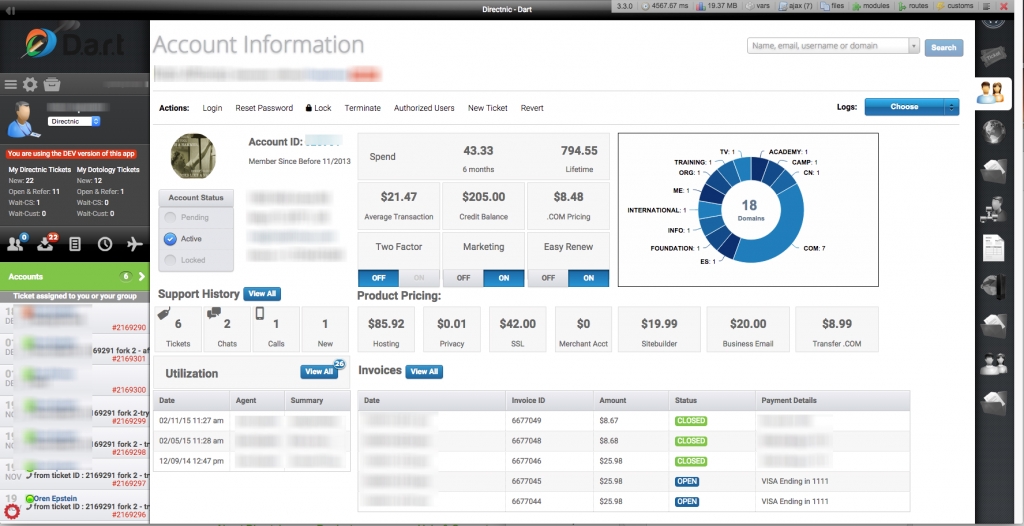 Directnic - Dart
3.3.0 4567.67 ms 19.37 MB vars ajax (7) files modules routes customs
Dart
Account Information
Name, email, username or domain
Search
Actions: Login Reset Password Lock Terminate Authorized Users New Ticket Revert
Logs: Choose
Directnic
You are using the DEV version of this app
My Directnic Tickets My Dotology Tickets
New: 22 New: 12
Open & Refer: 11 Open & Refer: 1
Wait-CS: 1 Wait-CS: 0
Wait-Cust: 0 Wait-Cust: 0
0 22
Accounts 6
Ticket assigned to you or your group
#2169290
69291 fork 2 - af
#2169301
#2169300
69291 fork 2-try
#2169299
69291 fork 2 - try
#2169298
NOV from ticket ID : 2169291 fork 2 - tr
#2169297
19 Oren Epstein
NOV from ticket ID : 2169291 fork 2 - tr
#2169296
Account ID:
Member Since Before 11/2013
Account Status
Pending
Active
Locked
Spend 43.33 794.55
6 months Lifetime
$21.47 $205.00 $8.48
Average Transaction Credit Balance .COM Pricing
Two Factor Marketing Easy Renew
OFF ON OFF ON OFF ON
TV: 1 ACADEMY: 1
TRAINING: 1 CAMP: 1
ORG: 1 CN: 1
ME: 1
INTERNATIONAL: 1
18
Domains
INFO: 1
FOUNDATION: 1 COM: 7
ES: 1
Support History View All
6 2 1 1
Tickets Chats Calls New
Product Pricing:
$85.92 $0.01 $42.00 $0 $19.99 $20.00 $8.99
Hosting Privacy SSL Merchant Acct Sitebuilder Business Email Transfer .COM
Utilization View All 26
Date Agent Summary
02/11/15 11:27 am
02/05/15 11:28 am
12/09/14 12:47 pm
Invoices View All
Date Invoice ID Amount Status Payment Details
6677049 $8.67 CLOSED
6677048 $8.68 CLOSED
6677046 $25.98 CLOSED
6677045 $25.98 OPEN VISA Ending in 1111
6677044 $25.98 OPEN VISA Ending in 1111